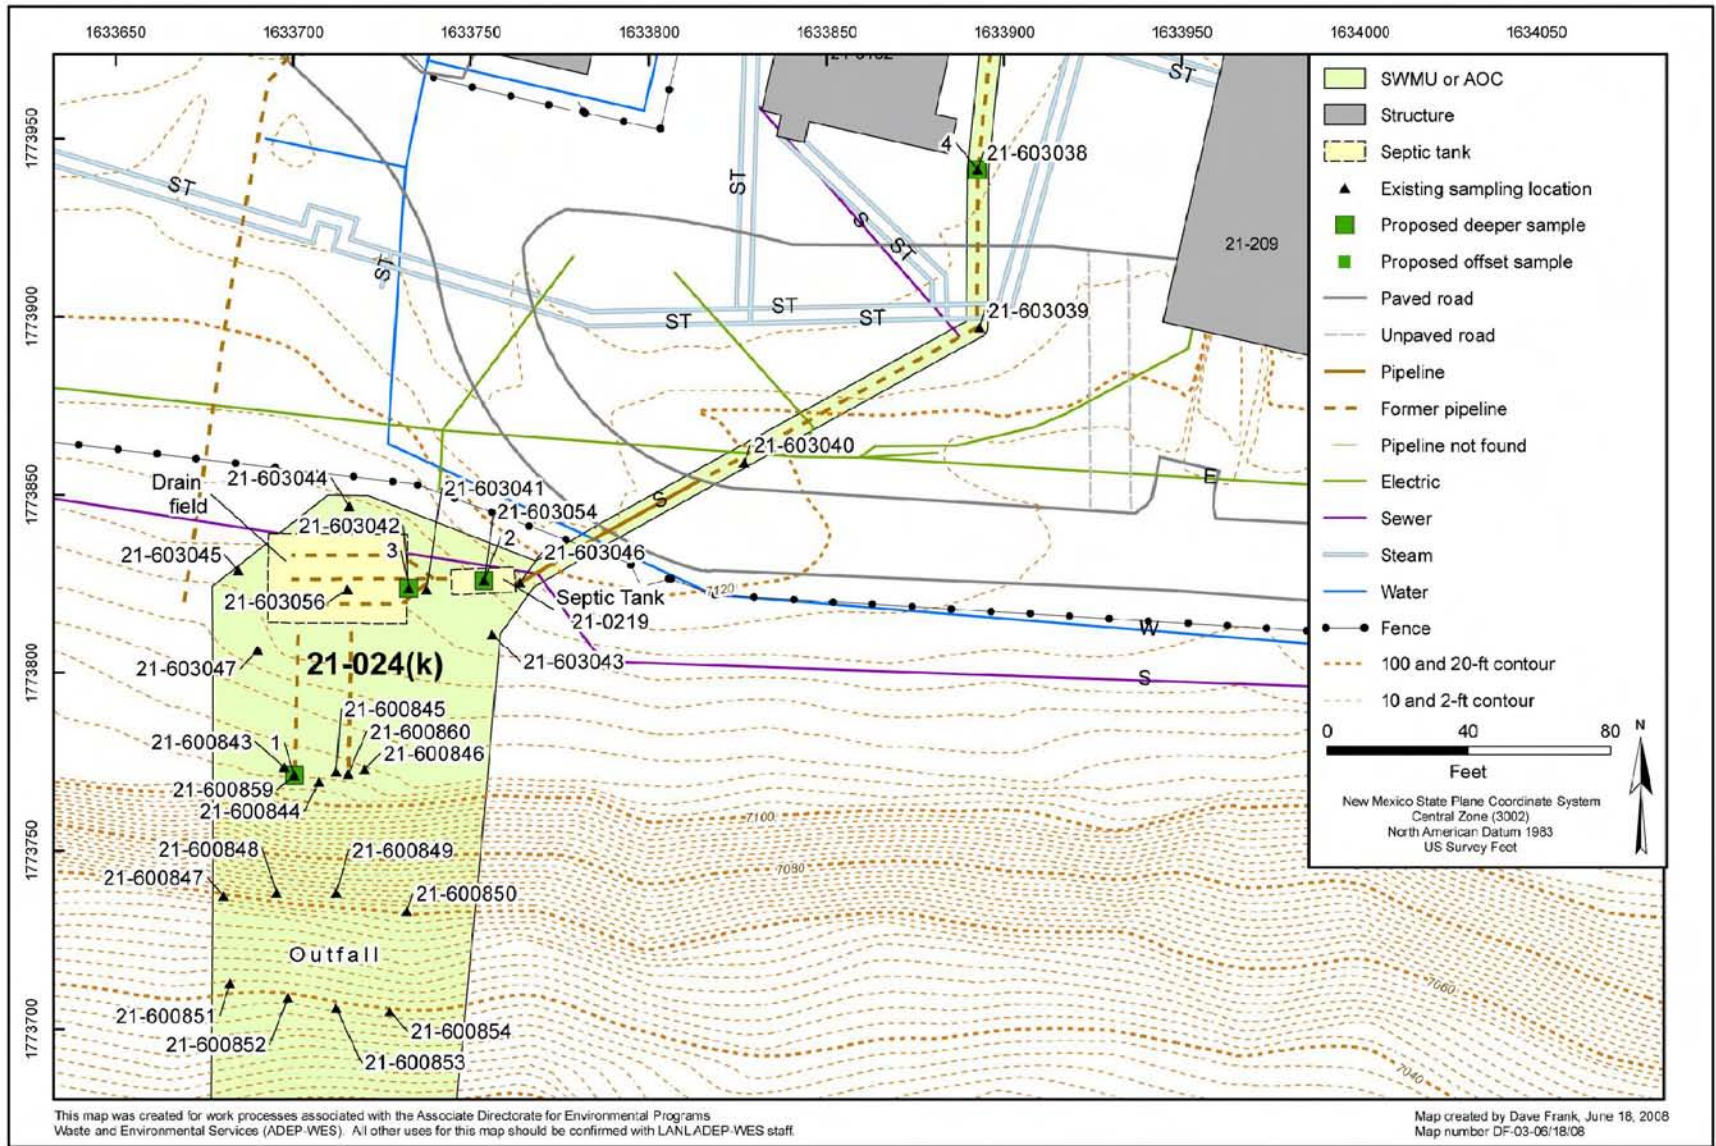 1633650 1633700 1633750 1633800 1633850 1633900 1633950 1634000 1634050
1773950
1773900
1773850
1773800
1773750
1773700
ST
ST
ST
ST
ST
ST
ST
ST
S
4
21-603038
21-209
21-603039
21-603040
S
E
Drain
field
21-603044
21-603041
21-603054
21-603042
2
3
21-603045
21-603046
21-603056
Septic Tank
21-0219
7120
W
21-603047
21-024(k)
21-603043
S
21-600845
21-600843
1
21-600860
21-600846
21-600859
21-600844
7100
21-600848
21-600849
7080
21-600847
21-600850
Outfall
21-600851
21-600854
21-600852
21-600853
7060
7040
SWMU or AOC
Structure
Septic tank
Existing sampling location
Proposed deeper sample
Proposed offset sample
Paved road
Unpaved road
Pipeline
Former pipeline
Pipeline not found
Electric
Sewer
Steam
Water
Fence
100 and 20-ft contour
10 and 2-ft contour
0 40 80
Feet
N
New Mexico State Plane Coordinate System
Central Zone (3002)
North American Datum 1983
US Survey Feet
This map was created for work processes associated with the Associate Directorate for Environmental Programs
Waste and Environmental Services (ADEP-WES). All other uses for this map should be confirmed with LANL ADEP-WES staff.
Map created by Dave Frank, June 18, 2008
Map number DF-03-06/18/08